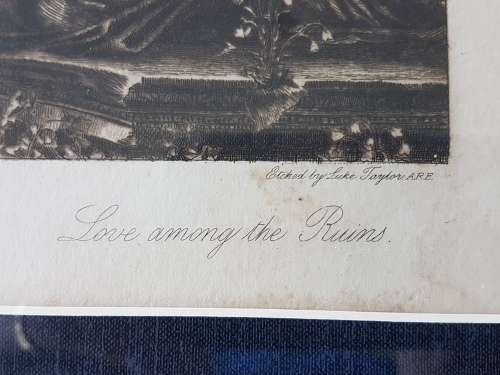 Etched by Luke Taylor A.R.E
Love among the Ruins.